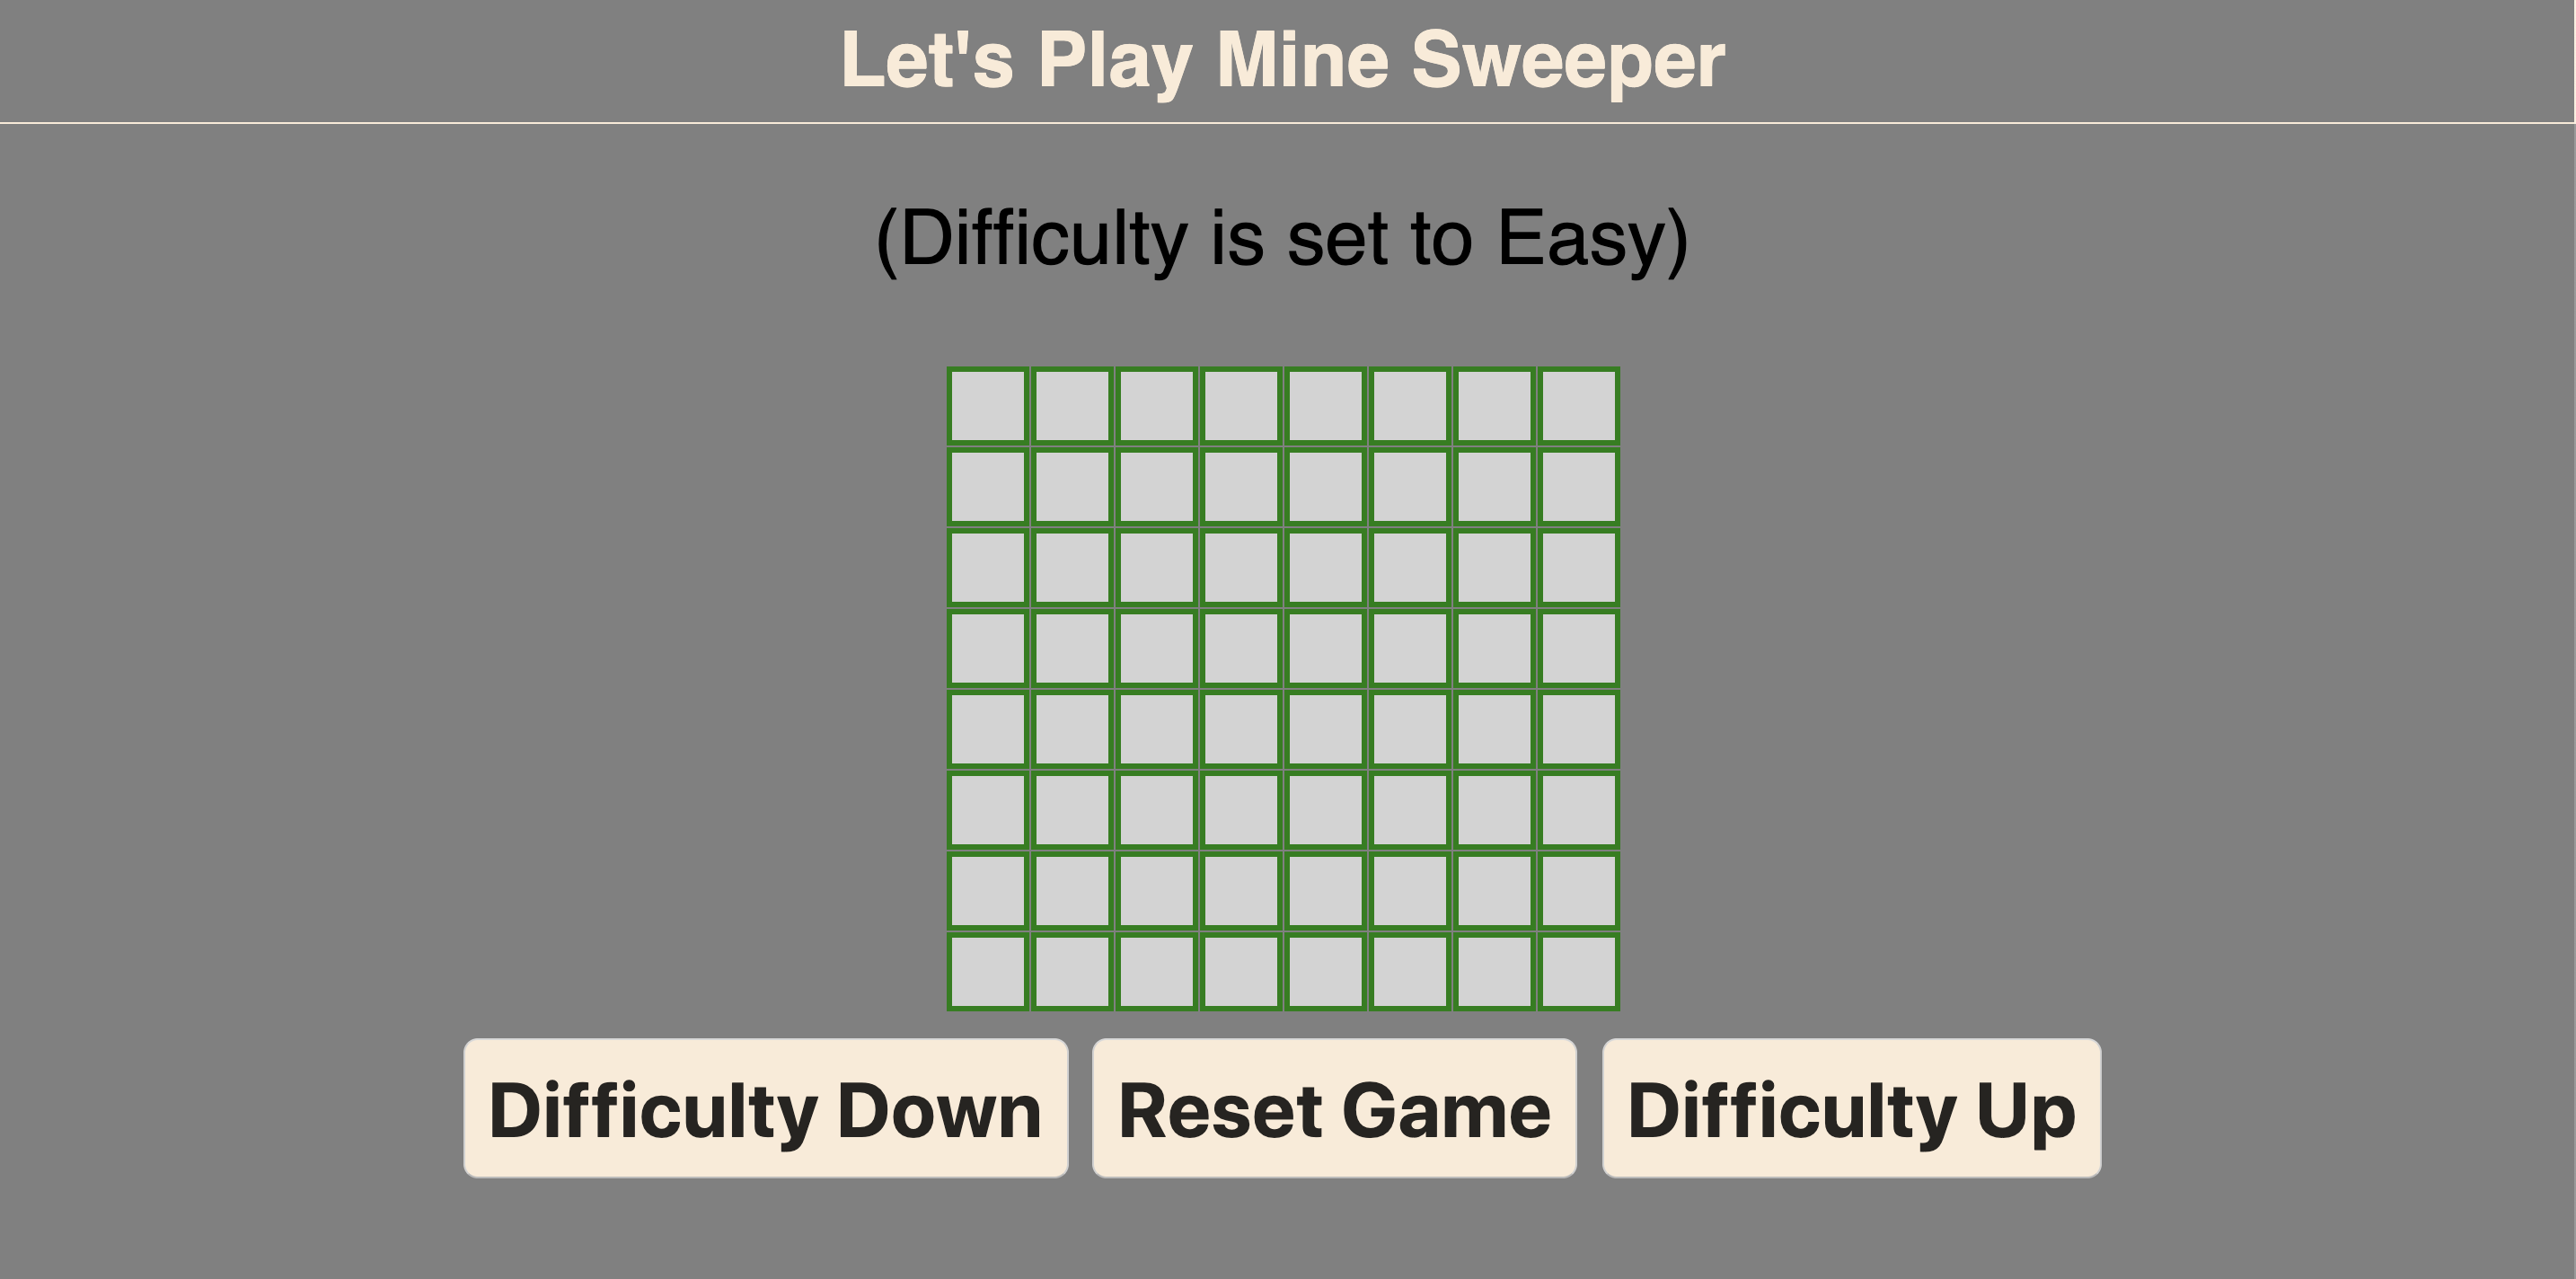 Let's Play Mine Sweeper
(Difficulty is set to Easy)
Difficulty Down
Reset Game
Difficulty Up